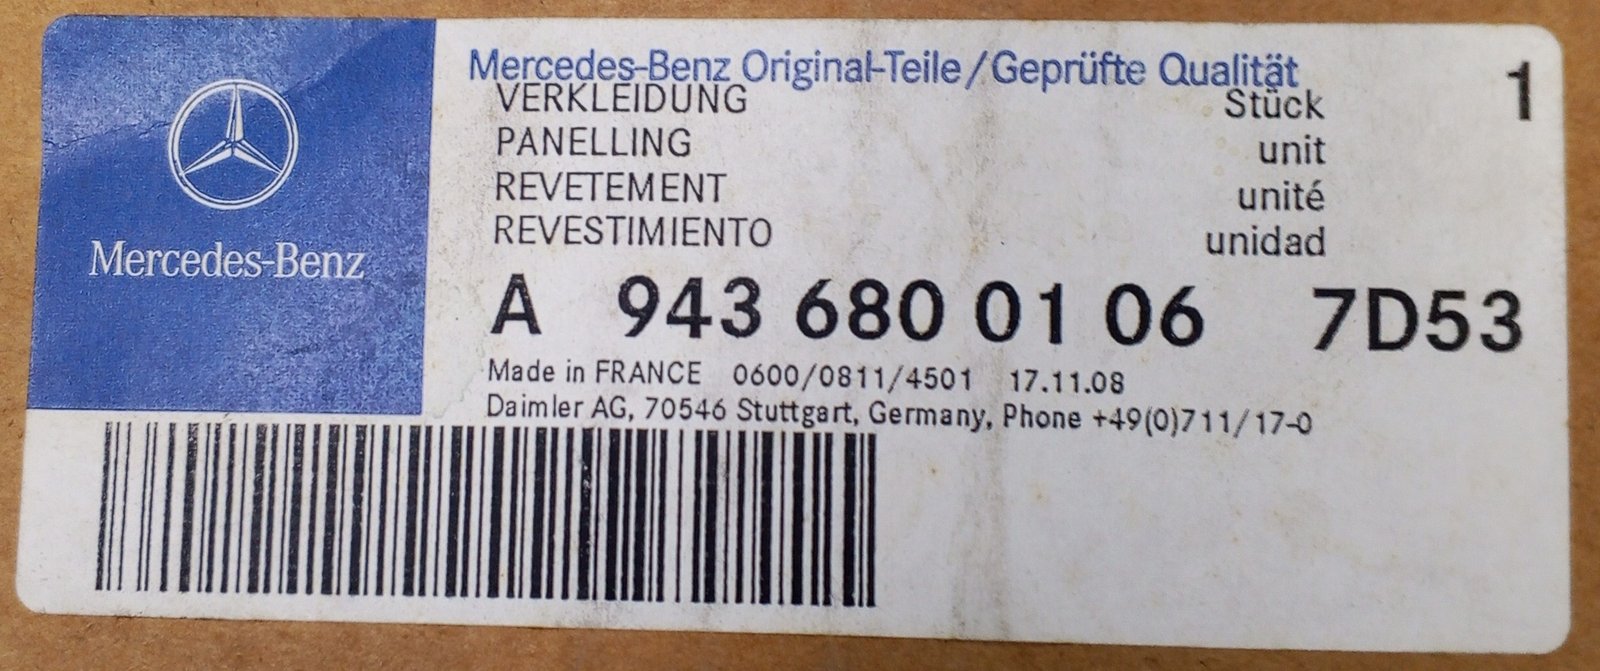 Mercedes-Benz
Mercedes-Benz Original-Teile/Geprüfte Qualität
VERKLEIDUNG Stück 1
PANELLING unit
REVETEMENT unité
REVESTIMIENTO unidad
A 943 680 01 06 7D53
Made in FRANCE 0600/0811/4501 17.11.08
Daimler AG, 70546 Stuttgart, Germany, Phone +49(0)711/17-0